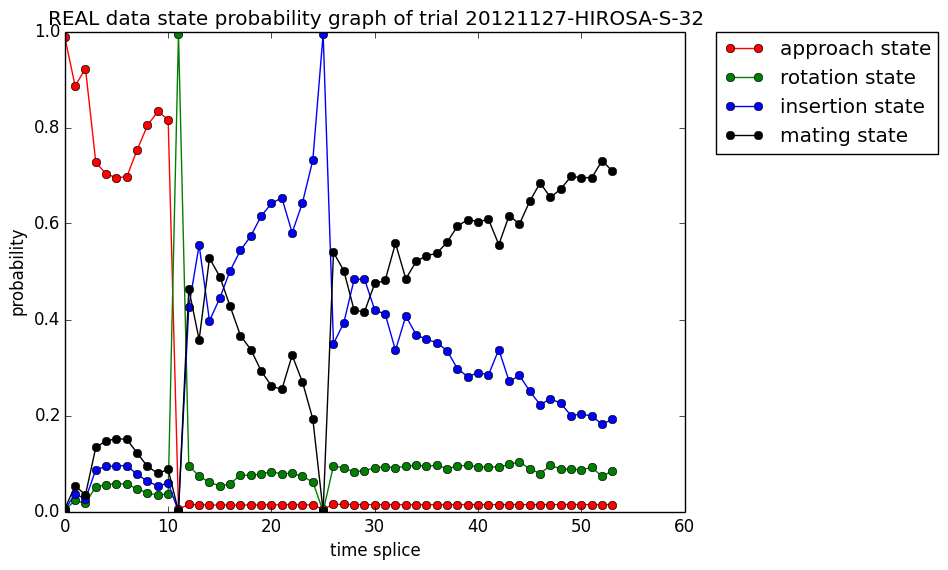 REAL data state probability graph of trial 20121127-HIROSA-S-32
approach state
rotation state
insertion state
mating state
probability
1.0
0.8
0.6
0.4
0.2
0.0
0 10 20 30 40 50 60
time splice